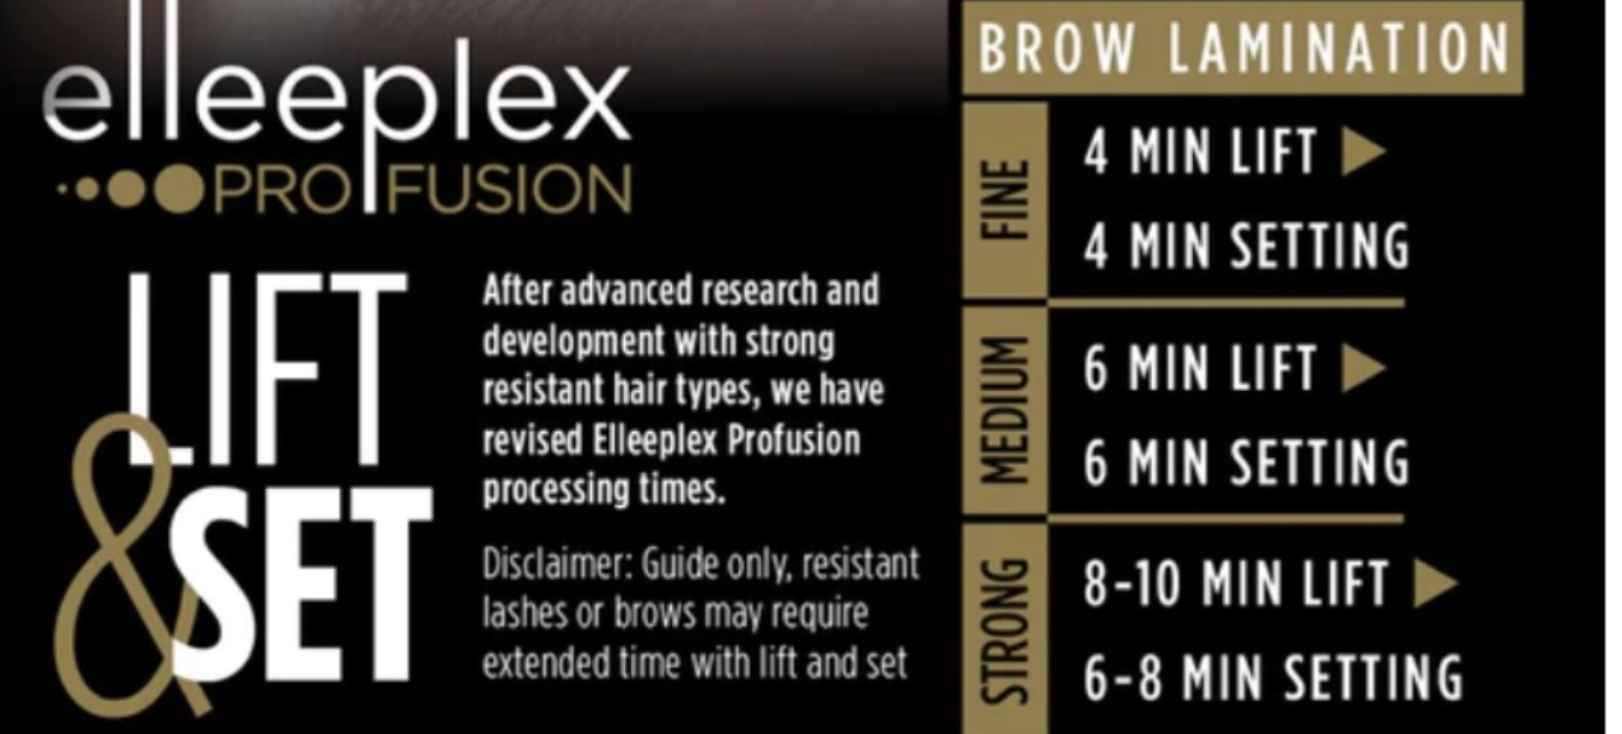 elleeplex
PROFUSION
LIFT
&SET
After advanced research and
development with strong
resistant hair types, we have
revised Elleeplex Profusion
processing times.
Disclaimer: Guide only, resistant
lashes or brows may require
extended time with lift and set
BROW LAMINATION
FINE
4 MIN LIFT ▶
4 MIN SETTING
MEDIUM
6 MIN LIFT ▶
6 MIN SETTING
STRONG
8-10 MIN LIFT ▶
6-8 MIN SETTING